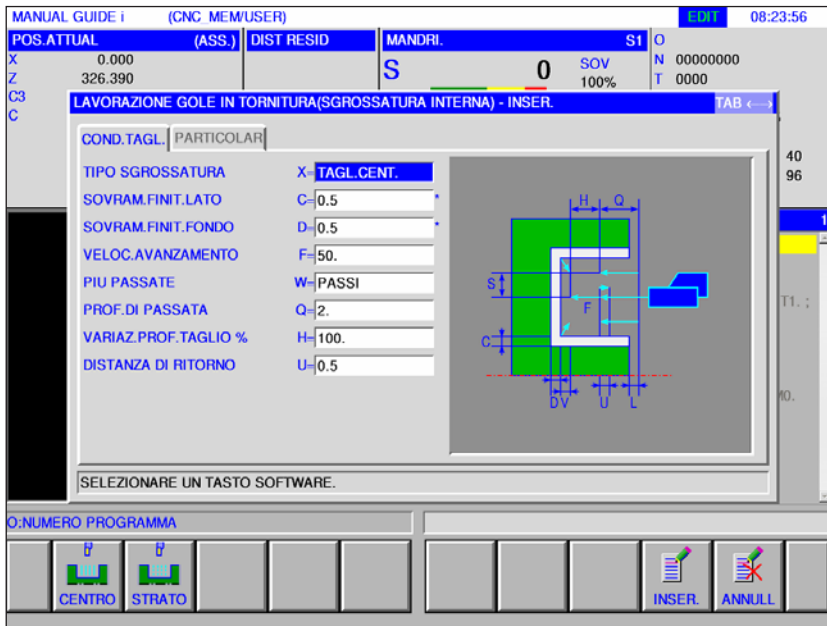 MANUAL GUIDE i (CNC_MEM/USER) EDIT 08:23:56
POS.ATTUAL (ASS.) DIST RESID MANDRI. S1 O
X 0.000 S 0 SOV N 00000000
Z 326.390 100% T 0000
C3
C
LAVORAZIONE GOLE IN TORNITURA(SGROSSATURA INTERNA) - INSER. TAB ←→
COND.TAGL. PARTICOLAR
TIPO SGROSSATURA X= TAGL.CENT.
SOVRAM.FINIT.LATO C= 0.5 *
SOVRAM.FINIT.FONDO D= 0.5 *
VELOC.AVANZAMENTO F= 50.
PIU PASSATE W= PASSI
PROF.DI PASSATA Q= 2.
VARIAZ.PROF.TAGLIO % H= 100.
DISTANZA DI RITORNO U= 0.5
H Q
S
F
C
D V U L
40
96
1
T1. ;
M0.
SELEZIONARE UN TASTO SOFTWARE.
O:NUMERO PROGRAMMA
CENTRO STRATO INSER. ANNULL